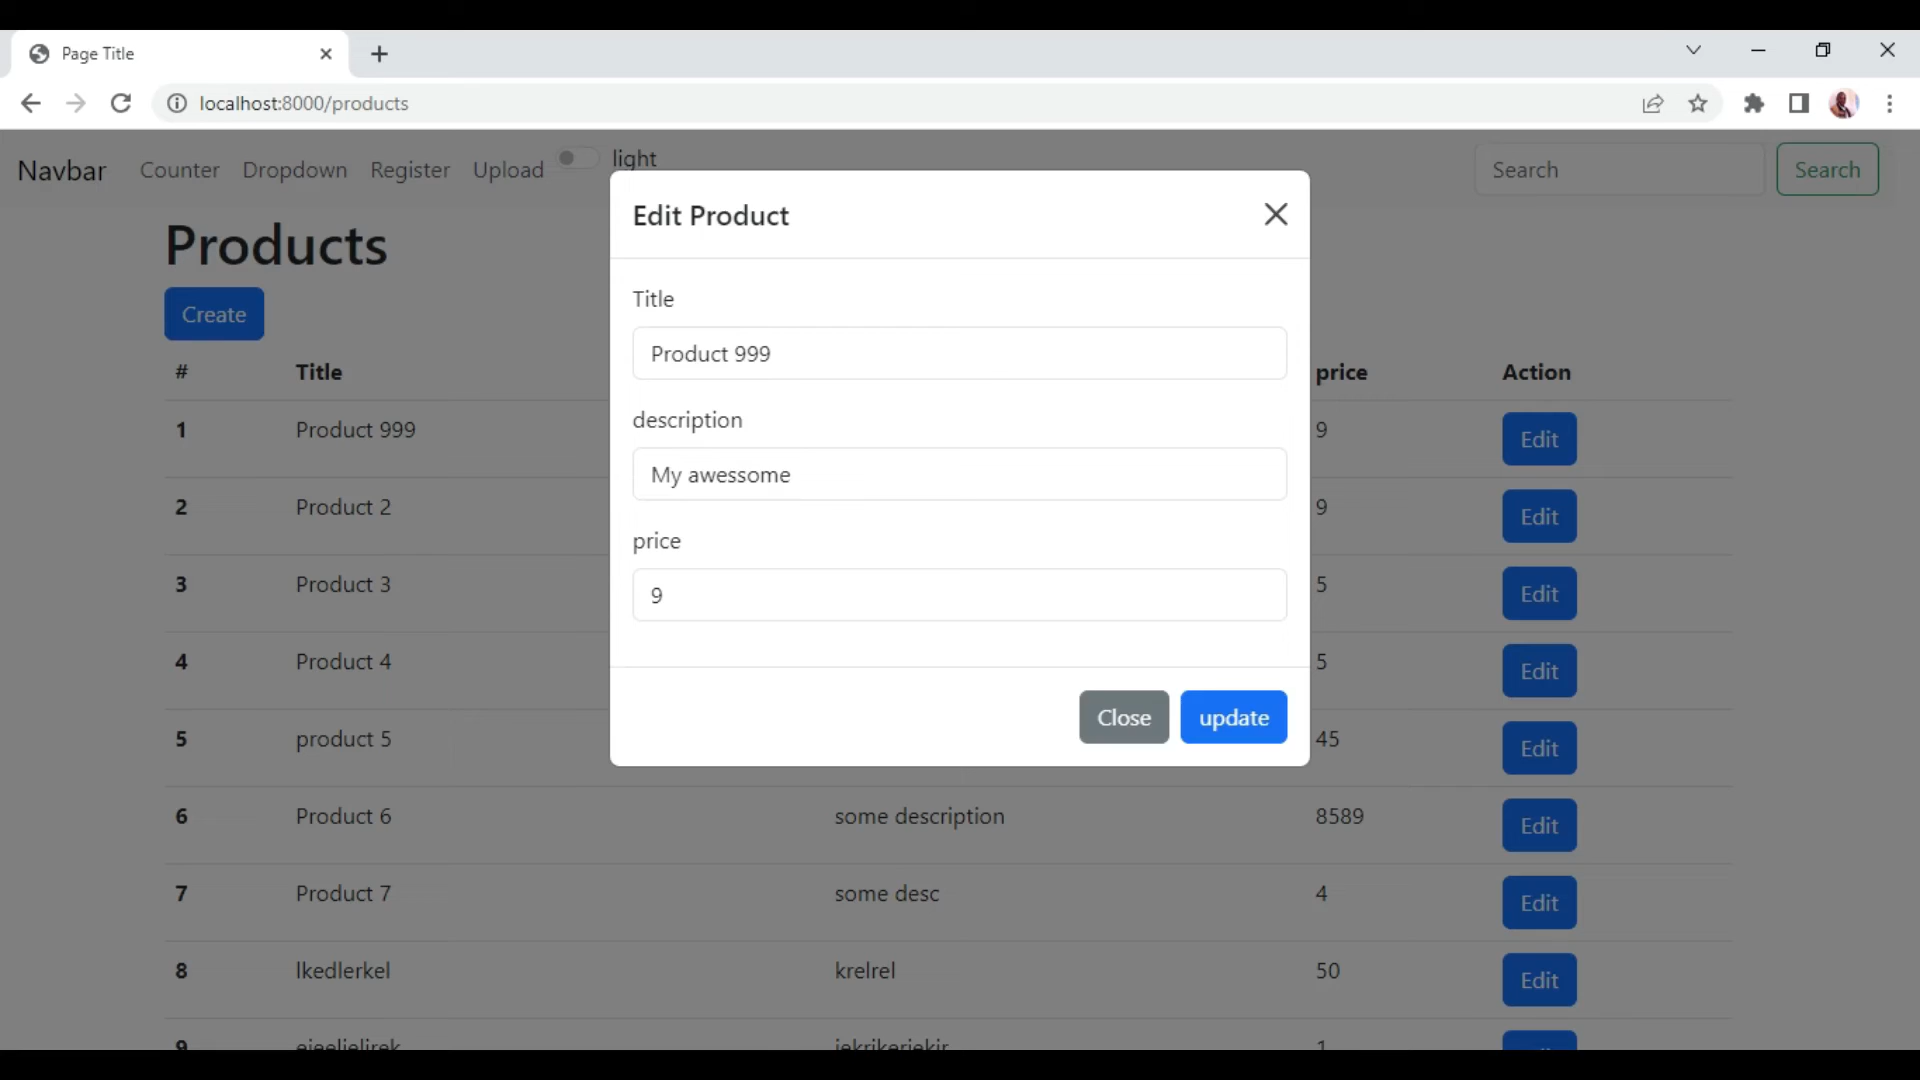 Page Title
localhost:8000/products
Navbar Counter Dropdown Register Upload light Search Search
Products
Create
Edit Product
Title
Product 999
description
My awessome
price
9
Close update
# Title price Action
1 Product 999 9 Edit
2 Product 2 9 Edit
3 Product 3 5 Edit
4 Product 4 5 Edit
5 product 5 45 Edit
6 Product 6 some description 8589 Edit
7 Product 7 some desc 4 Edit
8 lkedlerkel krelrel 50 Edit
9 1